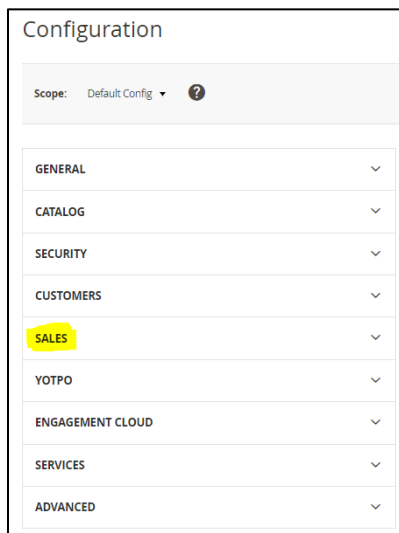 Configuration
Scope: Default Config ?
GENERAL
CATALOG
SECURITY
CUSTOMERS
SALES
YOTPO
ENGAGEMENT CLOUD
SERVICES
ADVANCED